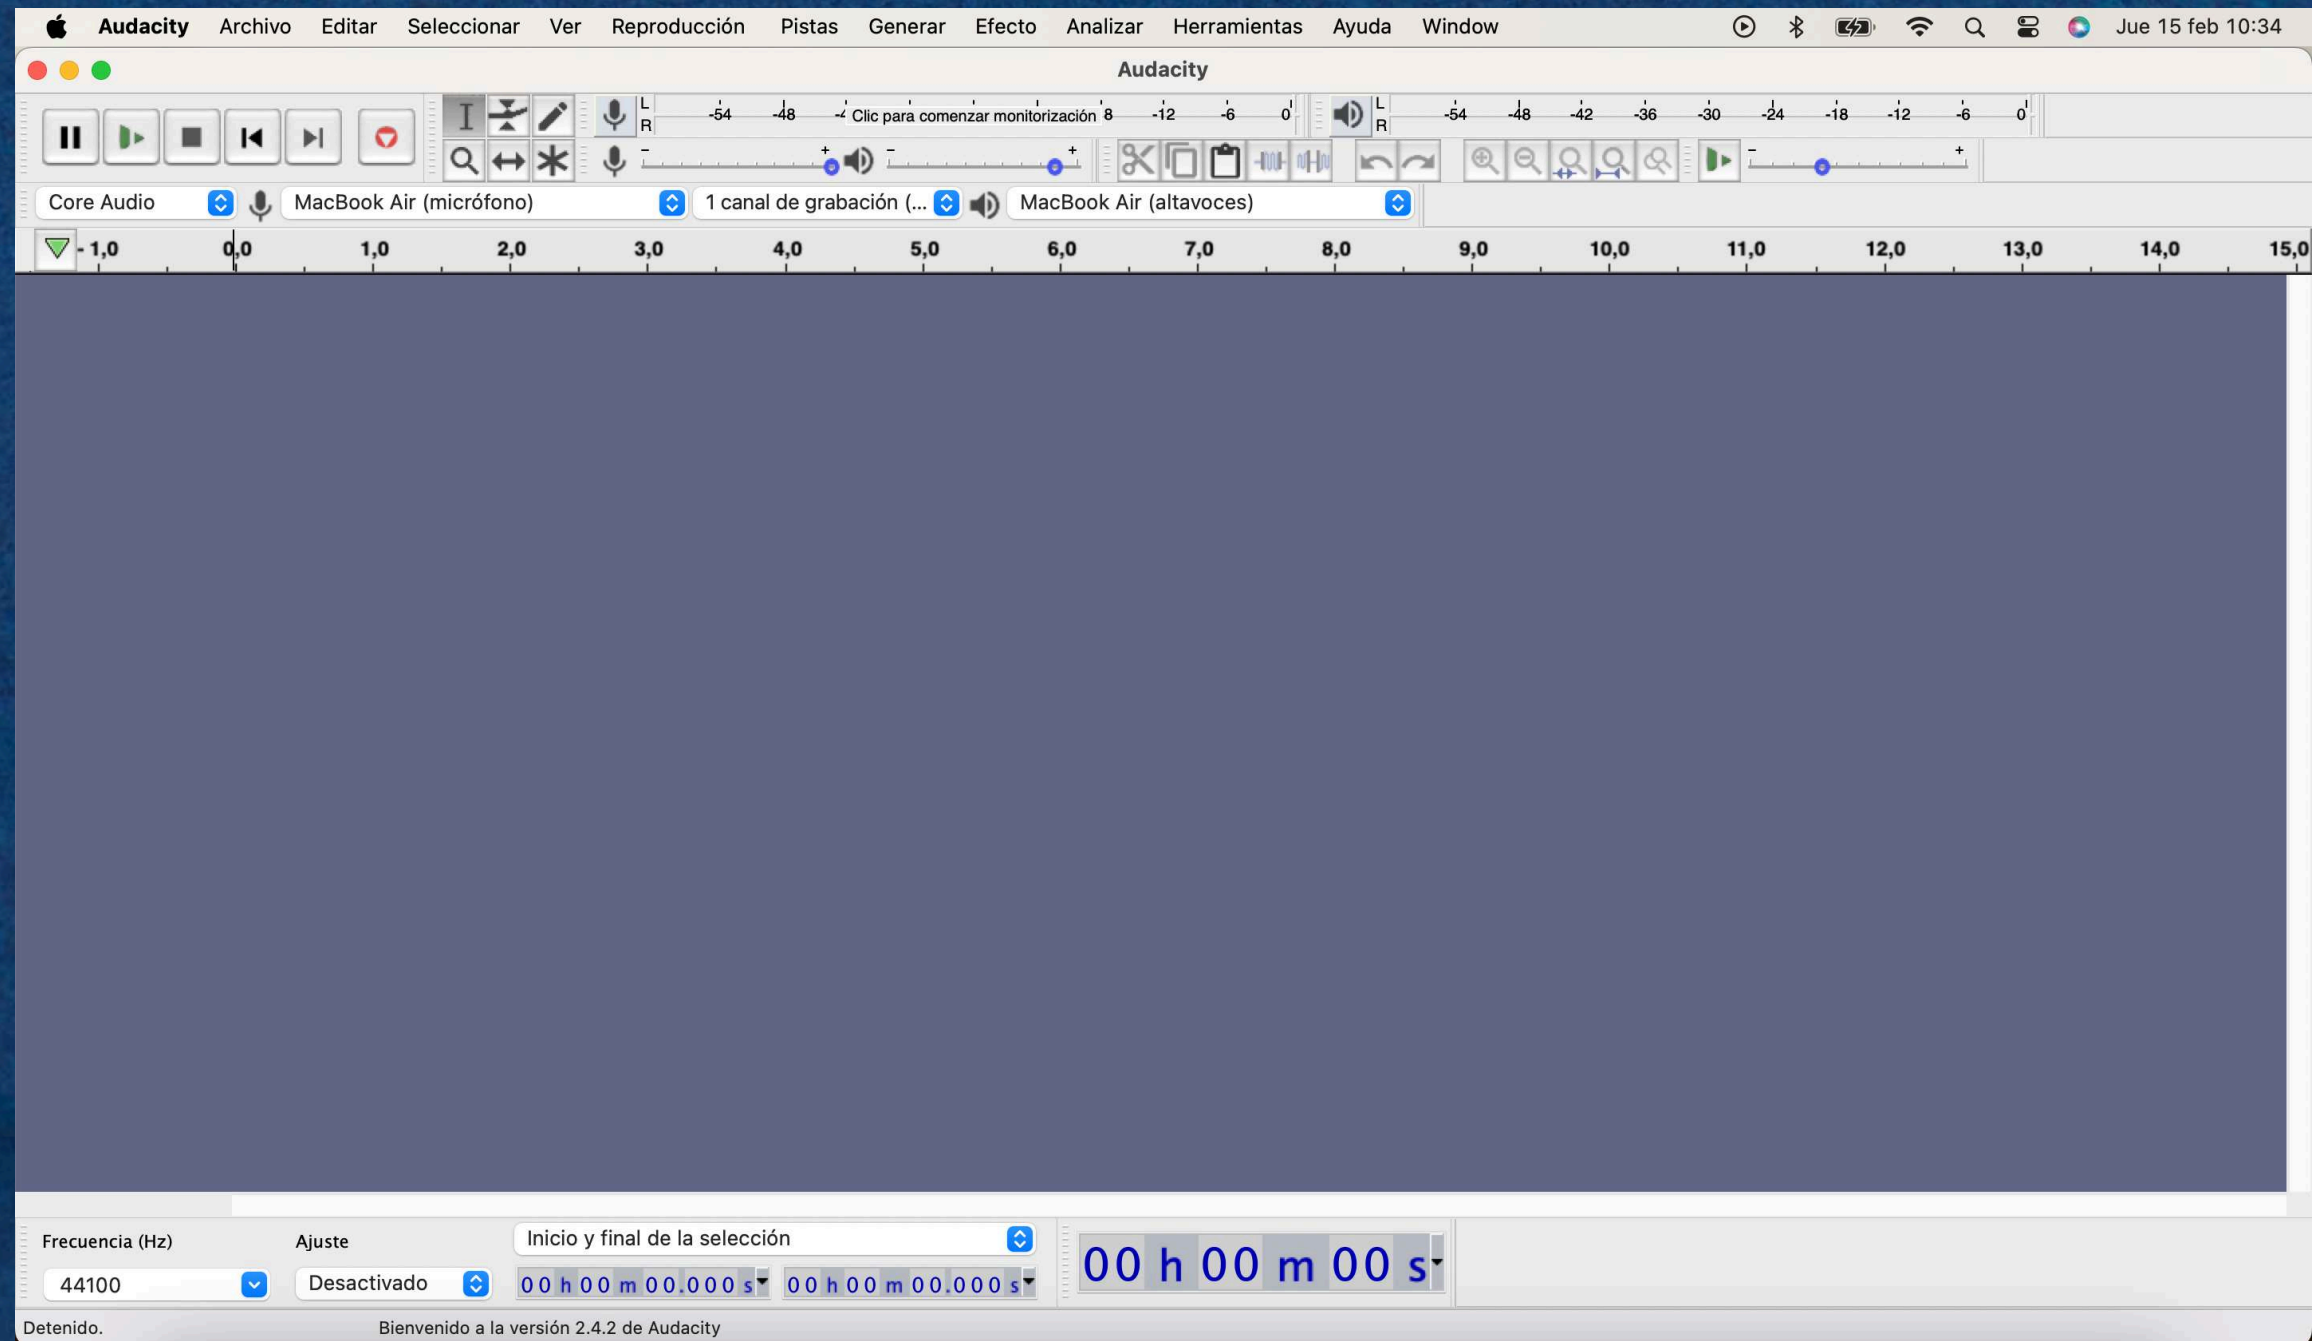 Audacity Archivo Editar Seleccionar Ver Reproducción Pistas Generar Efecto Analizar Herramientas Ayuda Window Jue 15 feb 10:34
Audacity
L -54 -48 -4 Clic para comenzar monitorización 8 -12 -6 0 L -54 -48 -42 -36 -30 -24 -18 -12 -6 0
R R
- + - + - +
Core Audio MacBook Air (micrófono) 1 canal de grabación (... MacBook Air (altavoces)
- 1,0 0,0 1,0 2,0 3,0 4,0 5,0 6,0 7,0 8,0 9,0 10,0 11,0 12,0 13,0 14,0 15,0
Frecuencia (Hz) Ajuste Inicio y final de la selección
44100 Desactivado 00 h 00 m 00.000 s 00 h 00 m 00.000 s 00 h 00 m 00 s
Detenido. Bienvenido a la versión 2.4.2 de Audacity